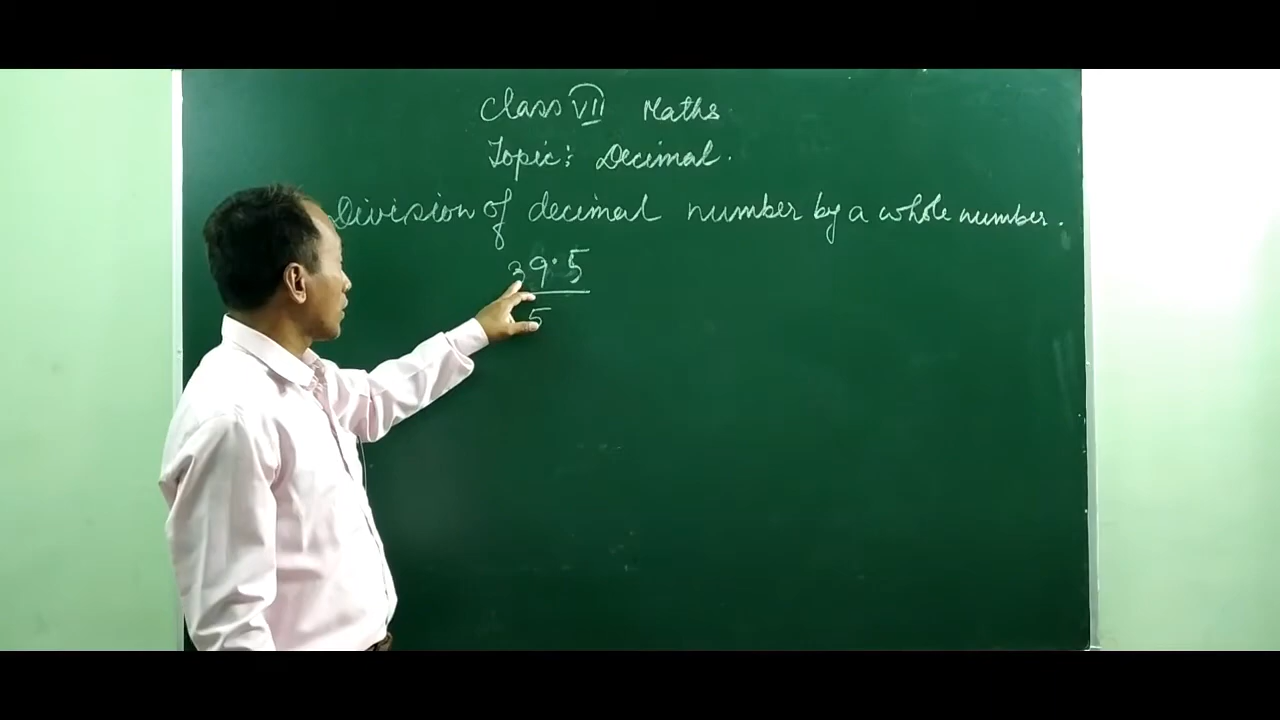 Class VII Maths
Topic: Decimal.
Division of decimal number by a whole number.
39.5
5